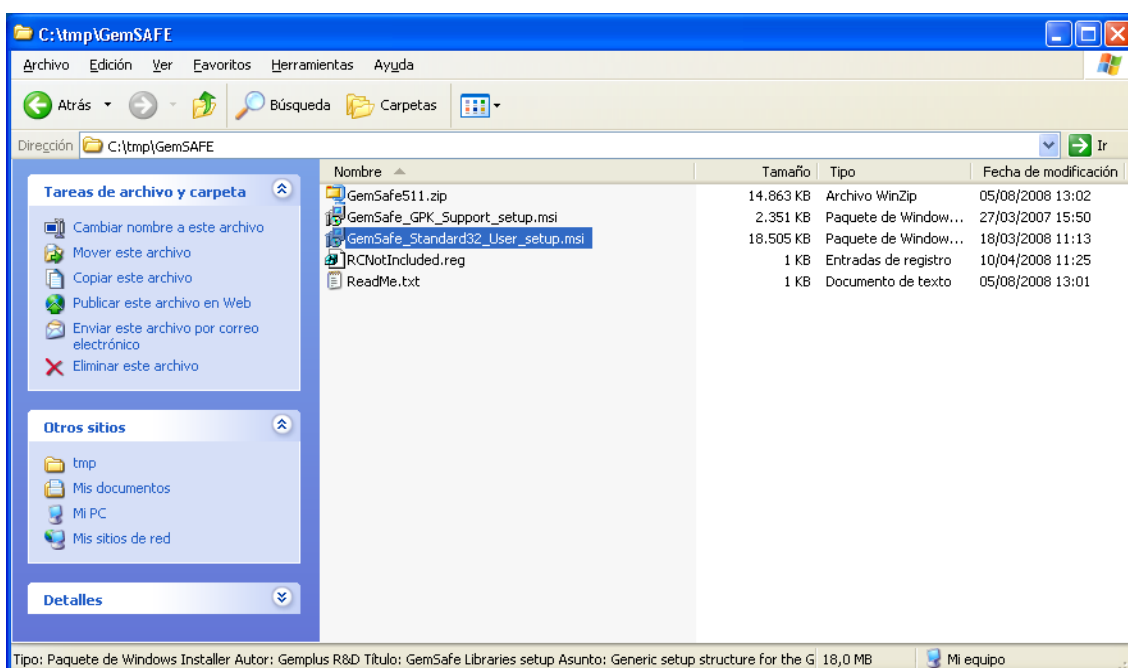 C:\tmp\GemSAFE
Archivo Edición Ver Favoritos Herramientas Ayuda
Atrás Búsqueda Carpetas
Dirección C:\tmp\GemSAFE Ir
Nombre Tamaño Tipo Fecha de modificación
GemSafe511.zip 14.863 KB Archivo WinZip 05/08/2008 13:02
GemSafe_GPK_Support_setup.msi 2.351 KB Paquete de Window... 27/03/2007 15:50
GemSafe_Standard32_User_setup.msi 18.505 KB Paquete de Window... 18/03/2008 11:13
RCNotIncluded.reg 1 KB Entradas de registro 10/04/2008 11:25
ReadMe.txt 1 KB Documento de texto 05/08/2008 13:01
Tareas de archivo y carpeta
Cambiar nombre a este archivo
Mover este archivo
Copiar este archivo
Publicar este archivo en Web
Enviar este archivo por correo
electrónico
Eliminar este archivo
Otros sitios
tmp
Mis documentos
Mi PC
Mis sitios de red
Detalles
Tipo: Paquete de Windows Installer Autor: Gemplus R&D Título: GemSafe Libraries setup Asunto: Generic setup structure for the G 18,0 MB Mi equipo